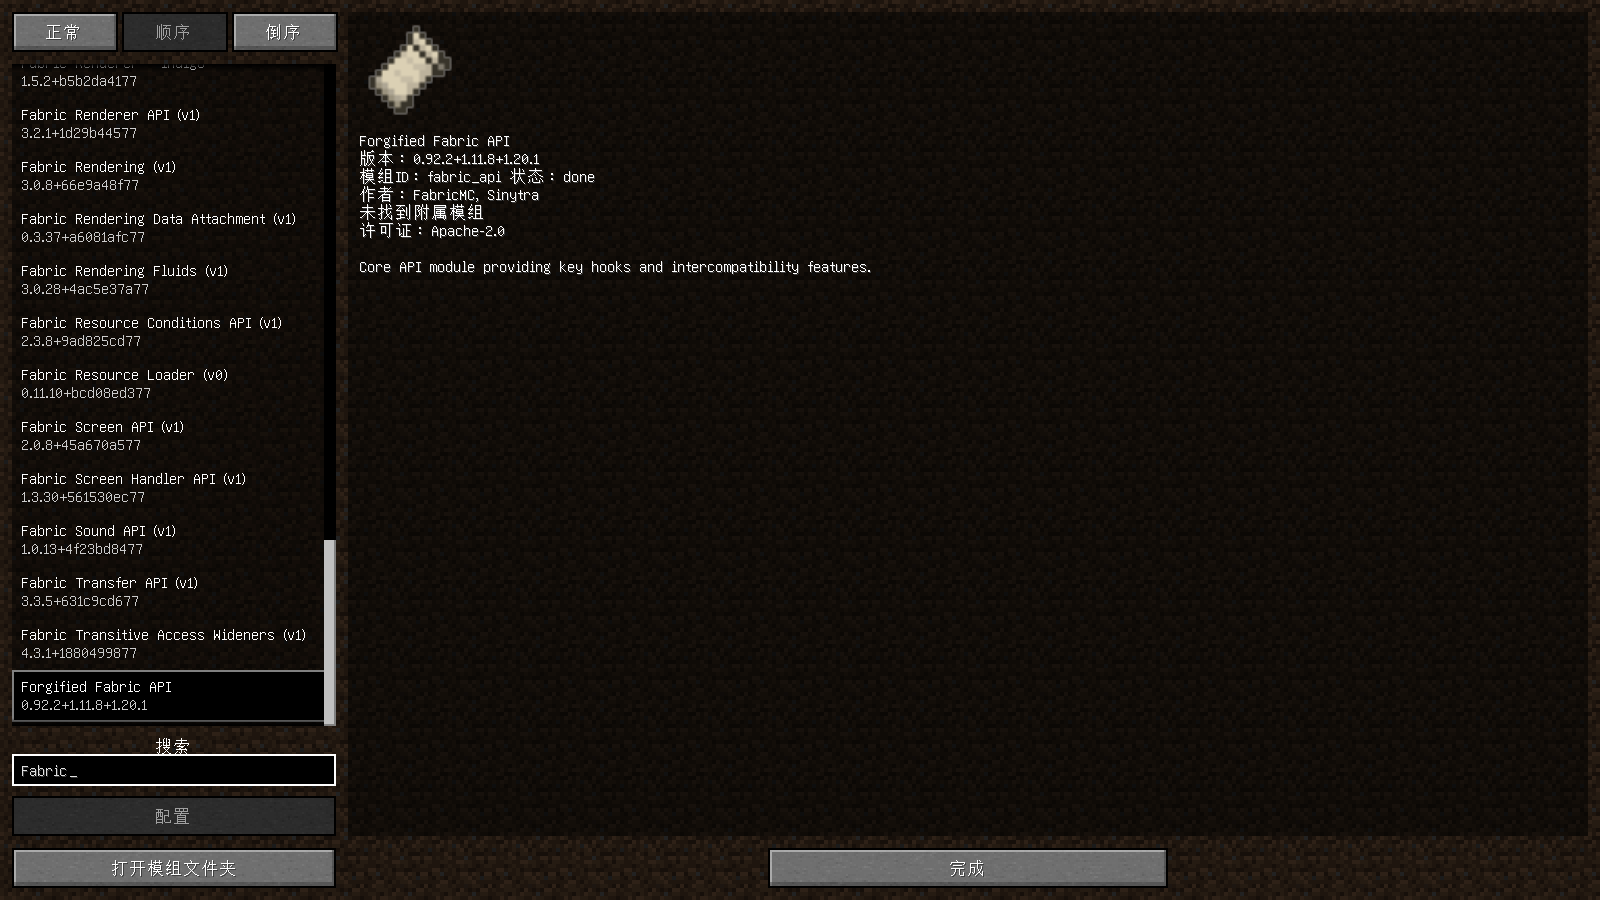 正常
顺序
倒序
Fabric Renderer - Indigo
1.5.2+b5b2da4177
Fabric Renderer API (v1)
3.2.1+1d29b44577
Fabric Rendering (v1)
3.0.8+66e9a48f77
Fabric Rendering Data Attachment (v1)
0.3.37+a6081afc77
Fabric Rendering Fluids (v1)
3.0.28+4ac5e37a77
Fabric Resource Conditions API (v1)
2.3.8+9ad825cd77
Fabric Resource Loader (v0)
0.11.10+bcd08ed377
Fabric Screen API (v1)
2.0.8+45a670a577
Fabric Screen Handler API (v1)
1.3.30+561530ec77
Fabric Sound API (v1)
1.0.13+4f23bd8477
Fabric Transfer API (v1)
3.3.5+631c9cd677
Fabric Transitive Access Wideners (v1)
4.3.1+1880499877
Forgified Fabric API
0.92.2+1.11.8+1.20.1
搜索
Fabric_
配置
打开模组文件夹
Forgified Fabric API
版本：0.92.2+1.11.8+1.20.1
模组ID：fabric_api 状态：done
作者：FabricMC, Sinytra
未找到附属模组
许可证：Apache-2.0
Core API module providing key hooks and intercompatibility features.
完成